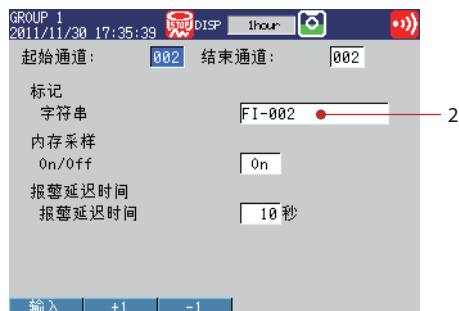 GROUP 1
2011/11/30 17:35:39 STOP DISP 1hour
起始通道: 002 结束通道: 002
标记
字符串 FI-002 2
内存采样
On/Off On
报警延迟时间
报警延迟时间 10秒
输入 +1 -1